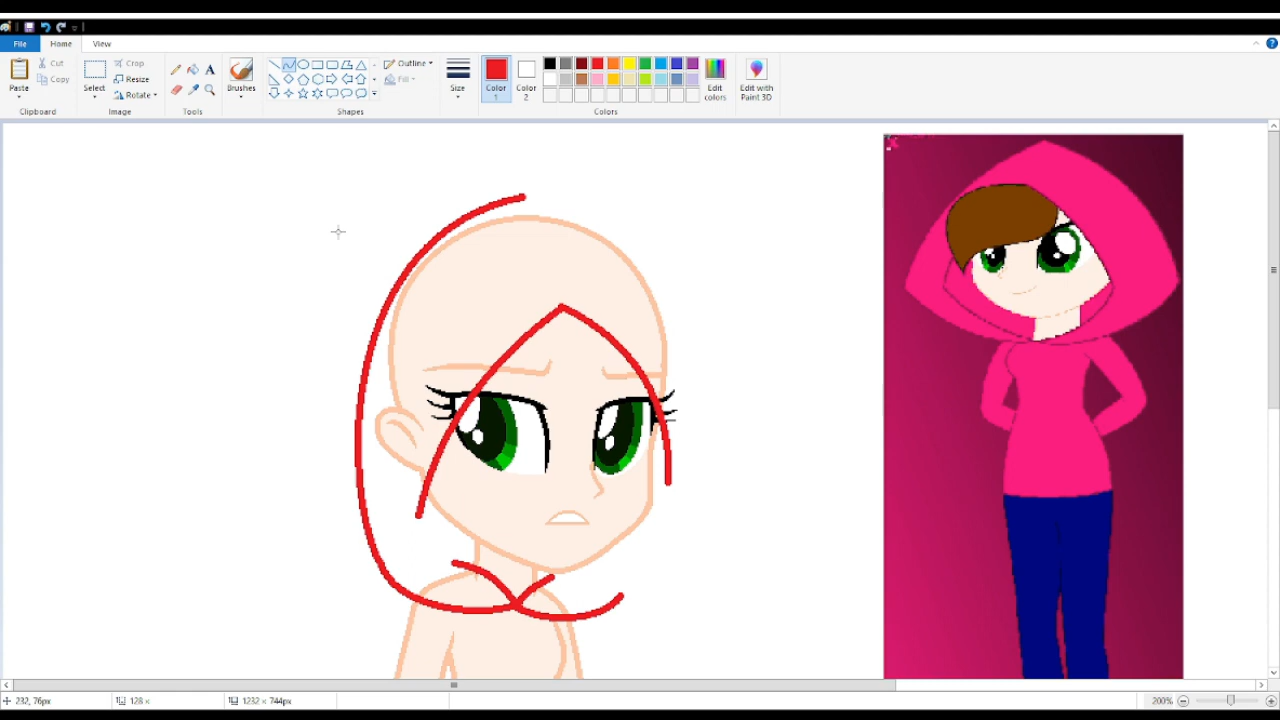 File Home View
Paste
Cut
Copy
Clipboard
Select
Crop
Resize
Rotate
Image
A
Tools
Brushes
Outline
Fill
Shapes
Size
Color
1
Color
2
Edit
colors
Colors
Edit with
Paint 3D
232, 76px
128 ×
1232 × 744px
200%